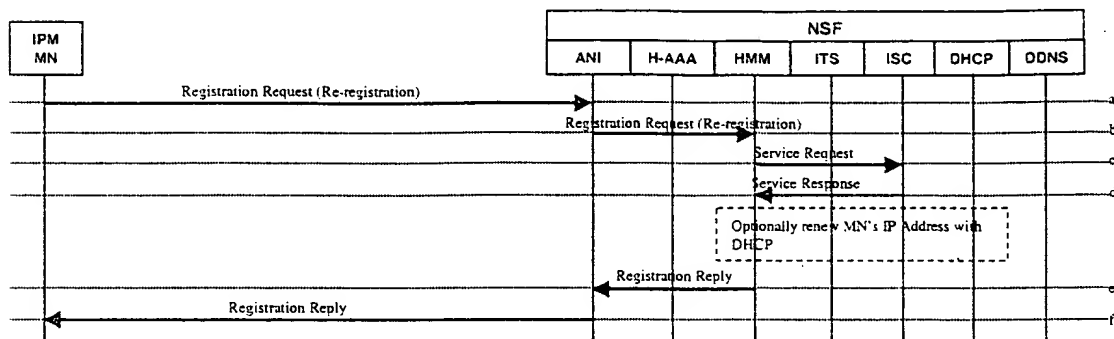 NSF
IPM
MN
ANI H-AAA HMM ITS ISC DHCP DDNS
Registration Request (Re-registration) a
Registration Request (Re-registration) b
Service Request c
Service Response
Optionally renew MN's IP Address with
DHCP
Registration Reply e
Registration Reply f